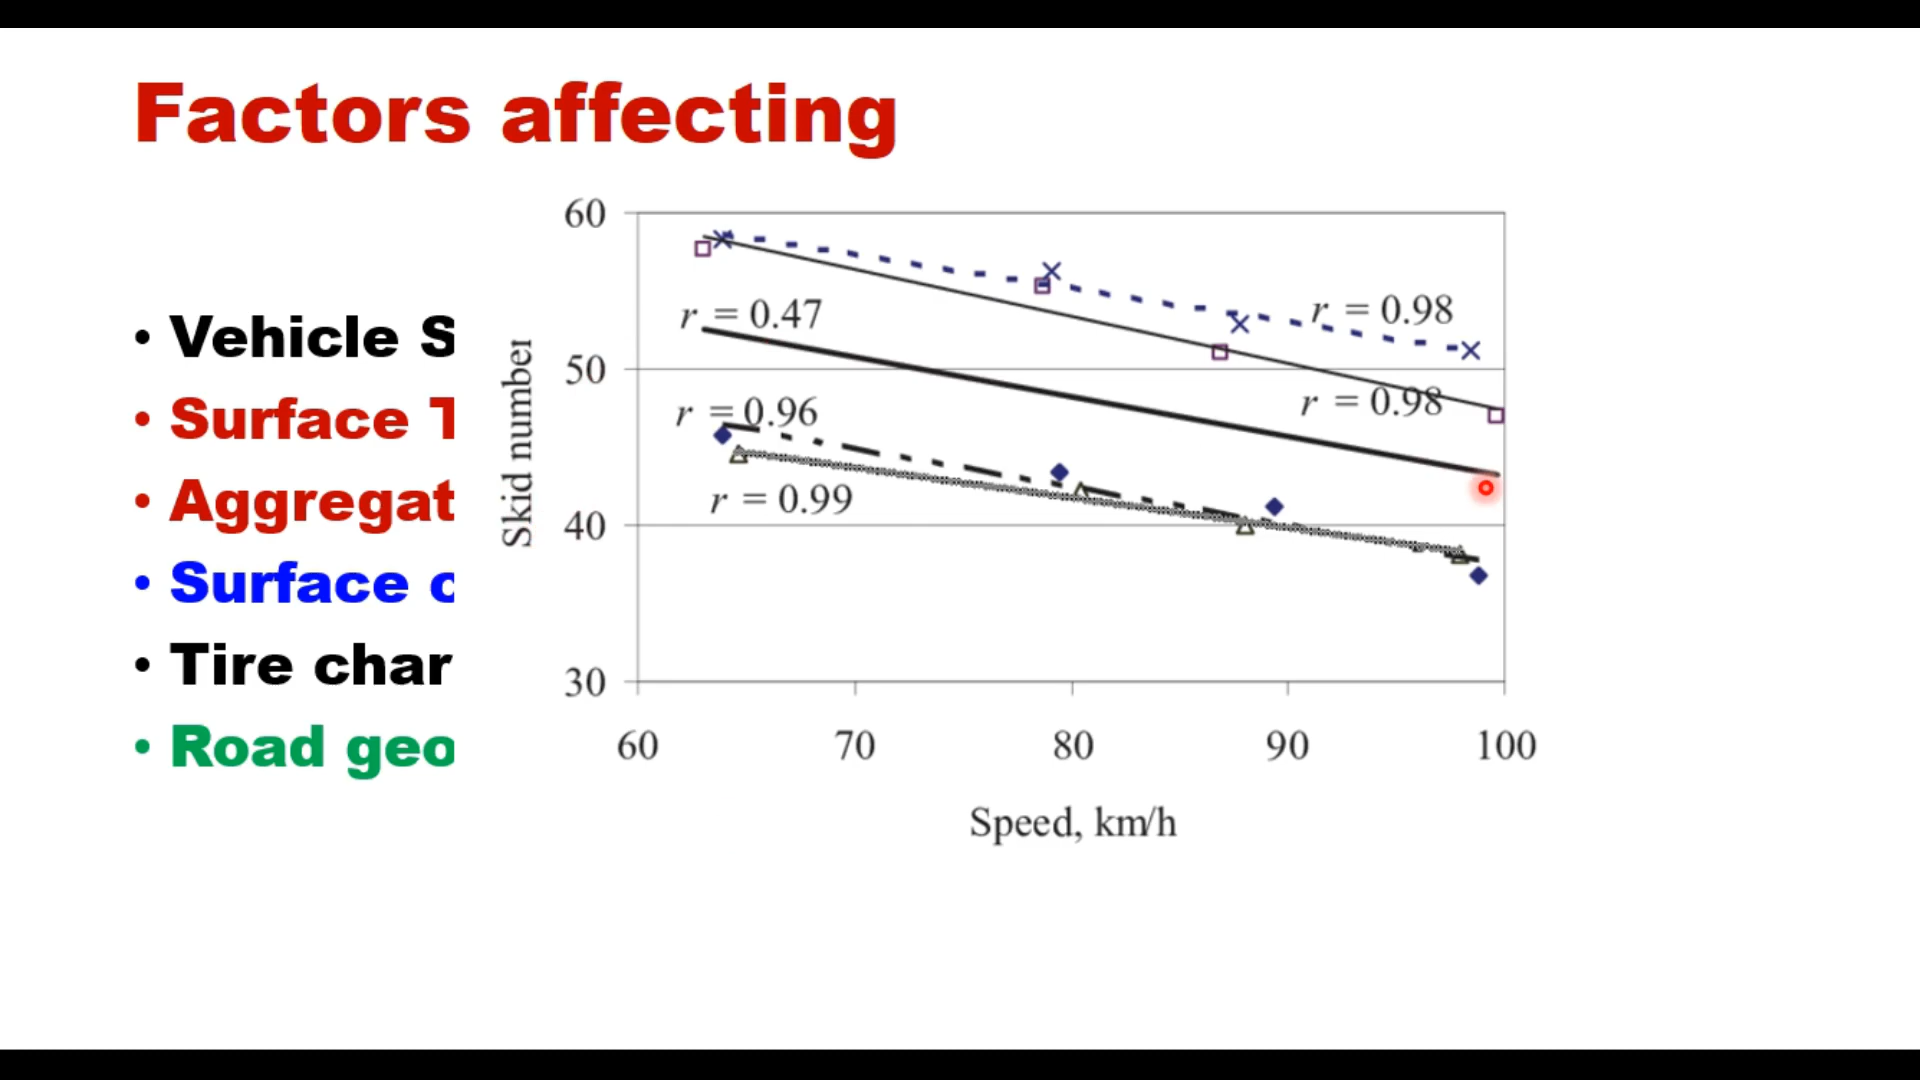 Factors affecting
• Vehicle S
• Surface T
• Aggregat
• Surface c
• Tire char
• Road geo
Skid number
60
50
40
30
r = 0.47
r = 0.98
r = 0.98
r = 0.96
r = 0.99
60 70 80 90 100
Speed, km/h